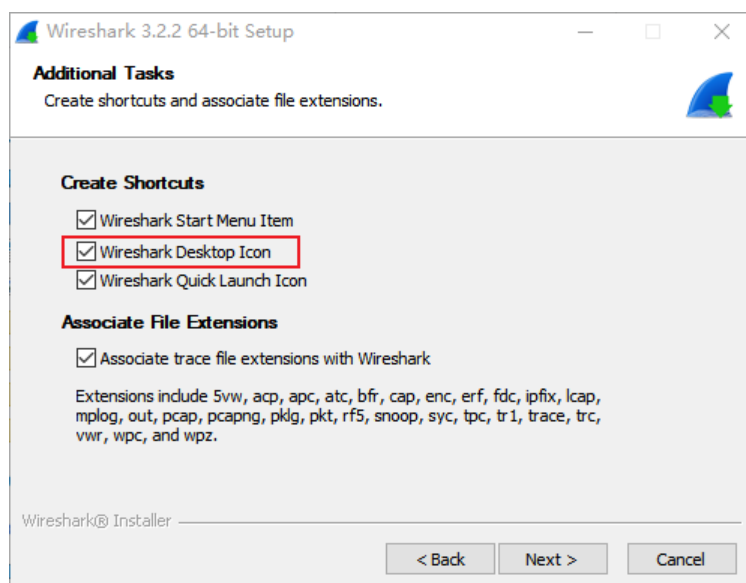 Wireshark 3.2.2 64-bit Setup
Additional Tasks
Create shortcuts and associate file extensions.
Create Shortcuts
Wireshark Start Menu Item
Wireshark Desktop Icon
Wireshark Quick Launch Icon
Associate File Extensions
Associate trace file extensions with Wireshark
Extensions include 5vw, acp, apc, atc, bfr, cap, enc, erf, fdc, ipfix, lcap,
mplog, out, pcap, pcapng, pklg, pkt, rf5, snoop, syc, tpc, tr1, trace, trc,
vwr, wpc, and wpz.
Wireshark® Installer
< Back Next > Cancel